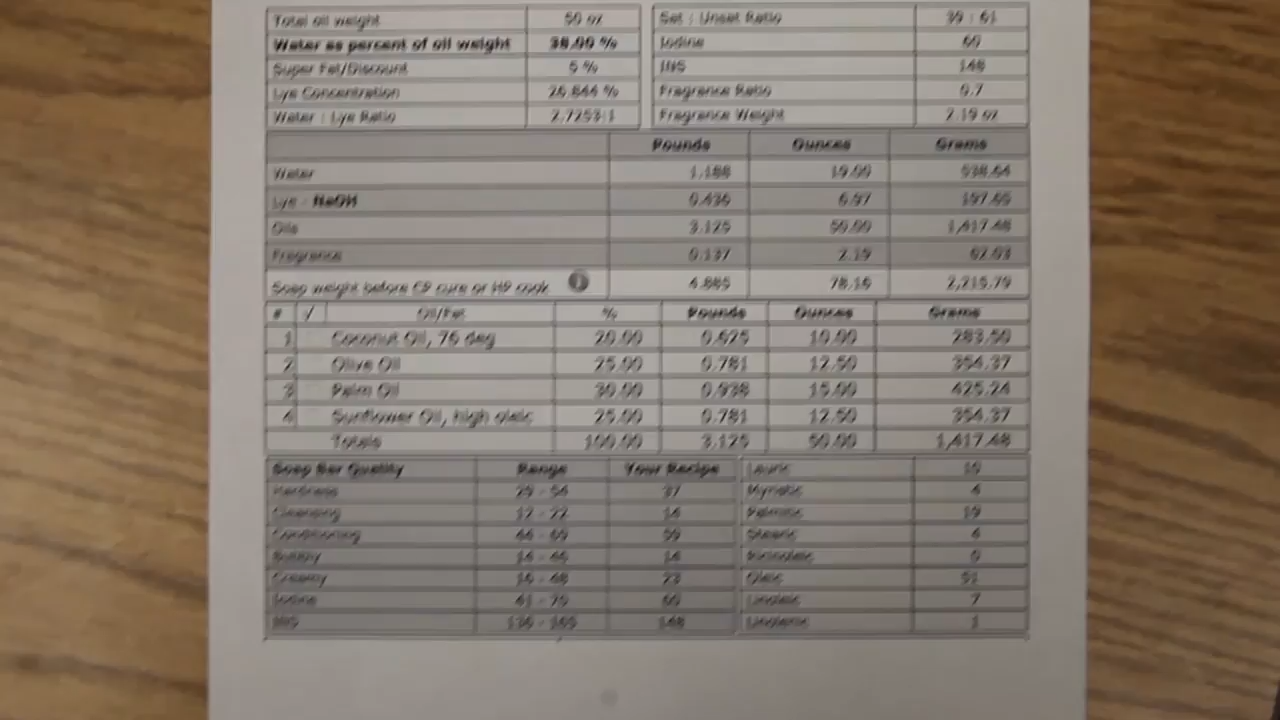 Total oil weight 50 oz Sat : Unsat Ratio 39 : 61
Water as percent of oil weight 38.00 % Iodine 60
Super Fat/Discount 5 % INS 148
Lye Concentration 26.844 % Fragrance Ratio 0.7
Water : Lye Ratio 2.7253:1 Fragrance Weight 2.19 oz
Pounds Ounces Grams
Water 1.188 19.00 538.64
Lye - NaOH 0.436 6.97 197.65
Oils 3.125 50.00 1,417.48
Fragrance 0.137 2.19 62.03
Soap weight before CP cure or HP cook 4.885 78.16 2,215.79
# √ Oil/Fat % Pounds Ounces Grams
1 Coconut Oil, 76 deg 20.00 0.625 10.00 283.50
2 Olive Oil 25.00 0.781 12.50 354.37
3 Palm Oil 30.00 0.938 15.00 425.24
4 Sunflower Oil, high oleic 25.00 0.781 12.50 354.37
Totals 100.00 3.125 50.00 1,417.48
Soap Bar Quality Range Your Recipe Lauric 10
Hardness 29 - 54 37 Myristic 4
Cleansing 12 - 22 14 Palmitic 19
Conditioning 44 - 69 59 Stearic 4
Bubbly 14 - 46 14 Ricinoleic 0
Creamy 16 - 48 23 Oleic 51
Iodine 41 - 70 60 Linoleic 7
INS 136 - 165 148 Linolenic 1